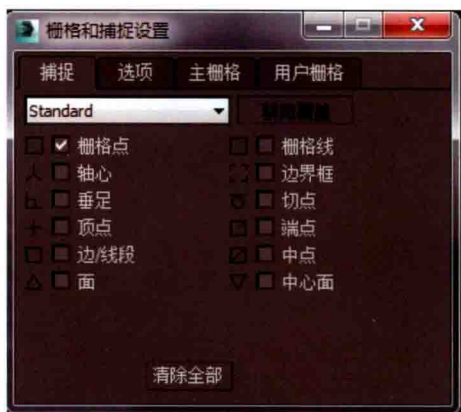 栅格和捕捉设置
捕捉 选项 主栅格 用户栅格
Standard
栅格点 栅格线
轴心 边界框
垂足 切点
顶点 端点
边/线段 中点
面 中心面
清除全部